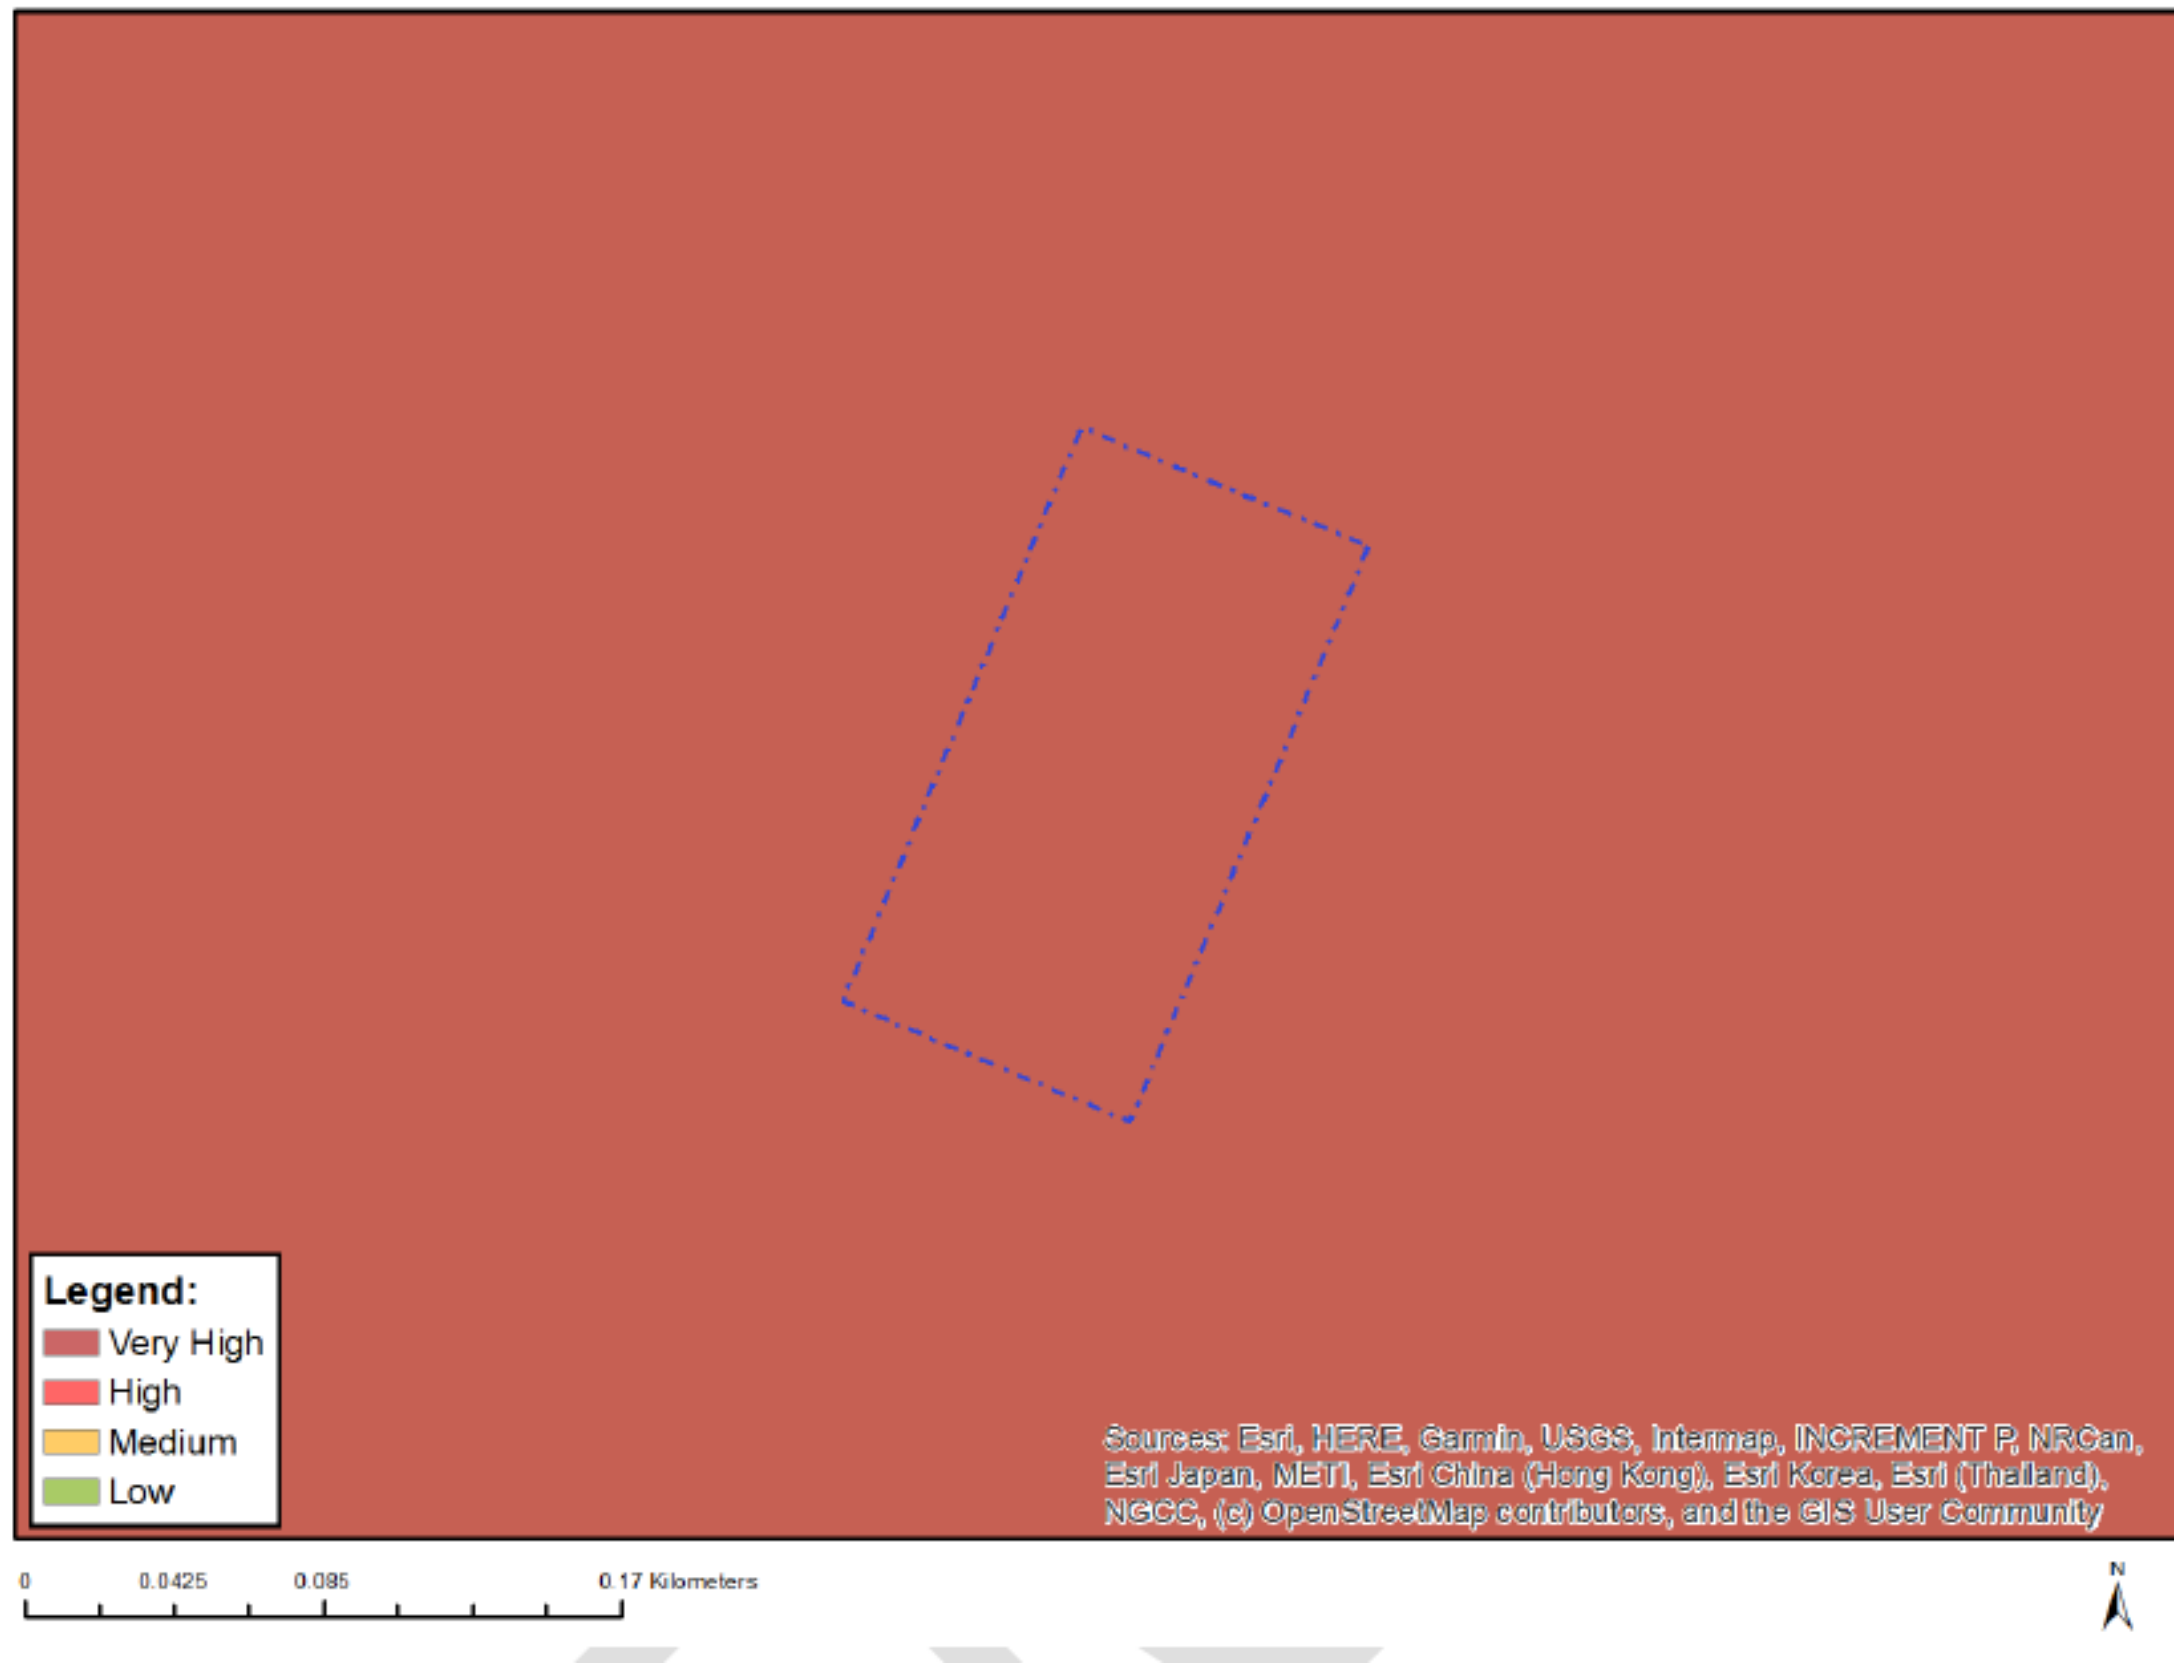 Legend:
Very High
High
Medium
Low
Sources: Esri, HERE, Garmin, USGS, Intermap, INCREMENT P, NRCan,
Esri Japan, METI, Esri China (Hong Kong), Esri Korea, Esri (Thailand),
NGCC, (c) OpenStreetMap contributors, and the GIS User Community
0 0.0425 0.085 0.17 Kilometers
N